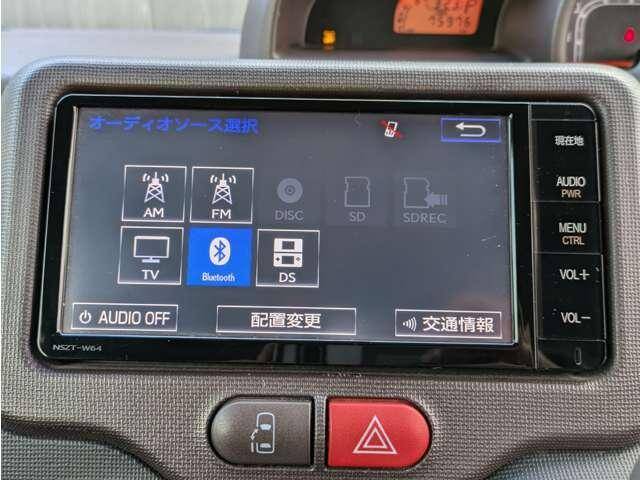 75976
オーディオソース選択
現在地
AM
FM
DISC
SD
SDREC
AUDIO
PWR
TV
Bluetooth
DS
MENU
CTRL
VOL+
AUDIO OFF
配置変更
交通情報
VOL-
NSZT-W64